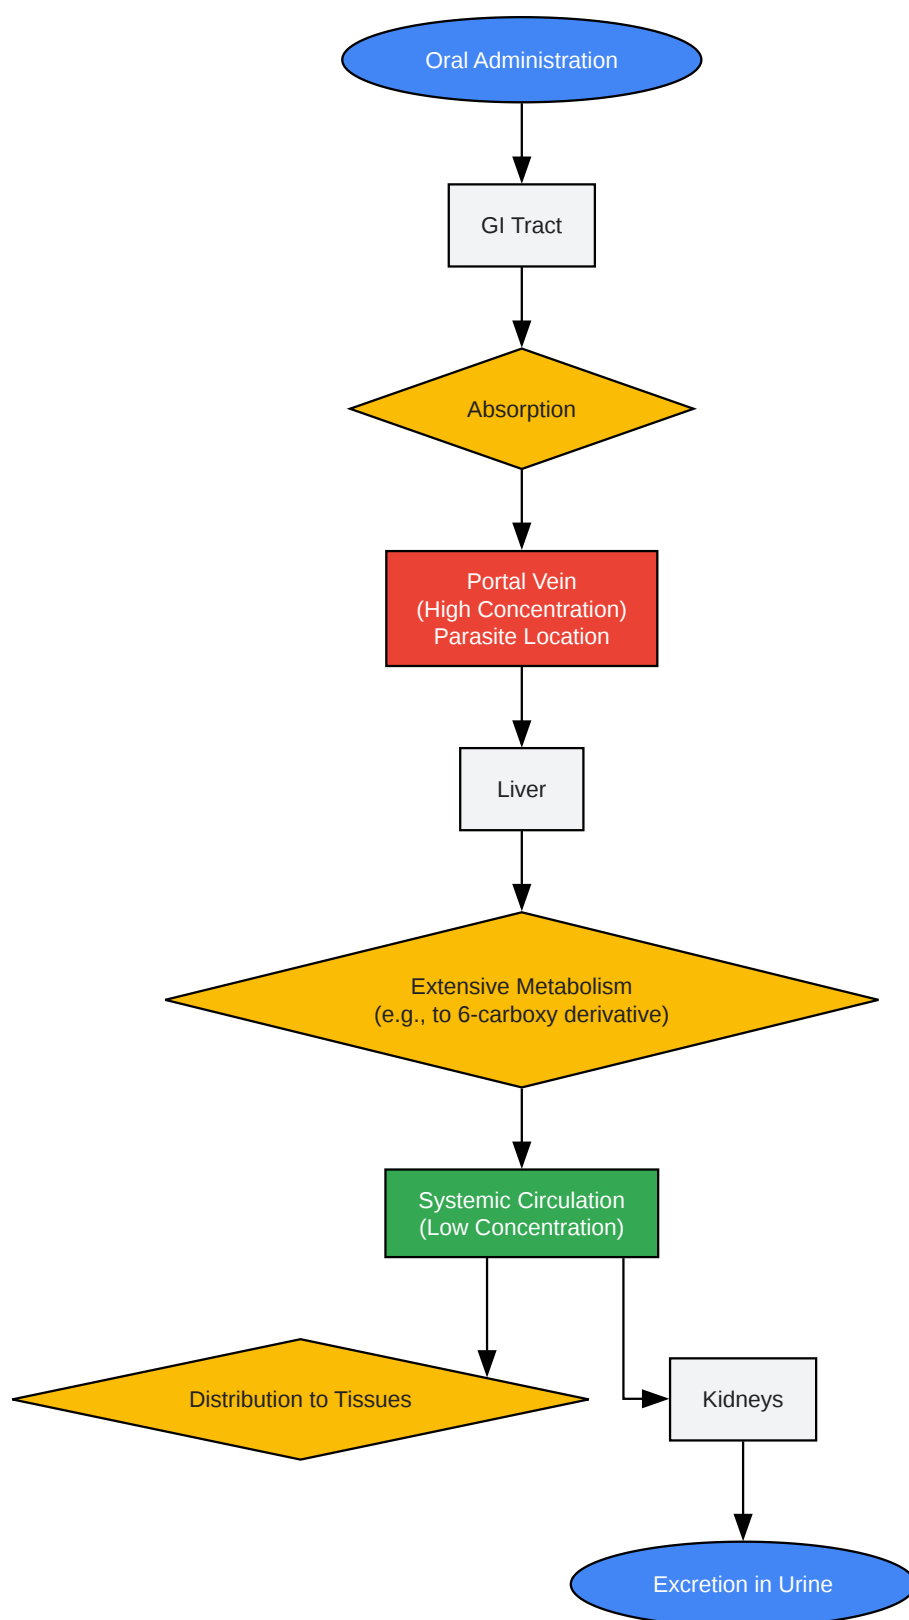 Oral Administration
GI Tract
Absorption
Portal Vein
(High Concentration)
Parasite Location
Liver
Extensive Metabolism
(e.g., to 6-carboxy derivative)
Systemic Circulation
(Low Concentration)
Distribution to Tissues
Kidneys
Excretion in Urine